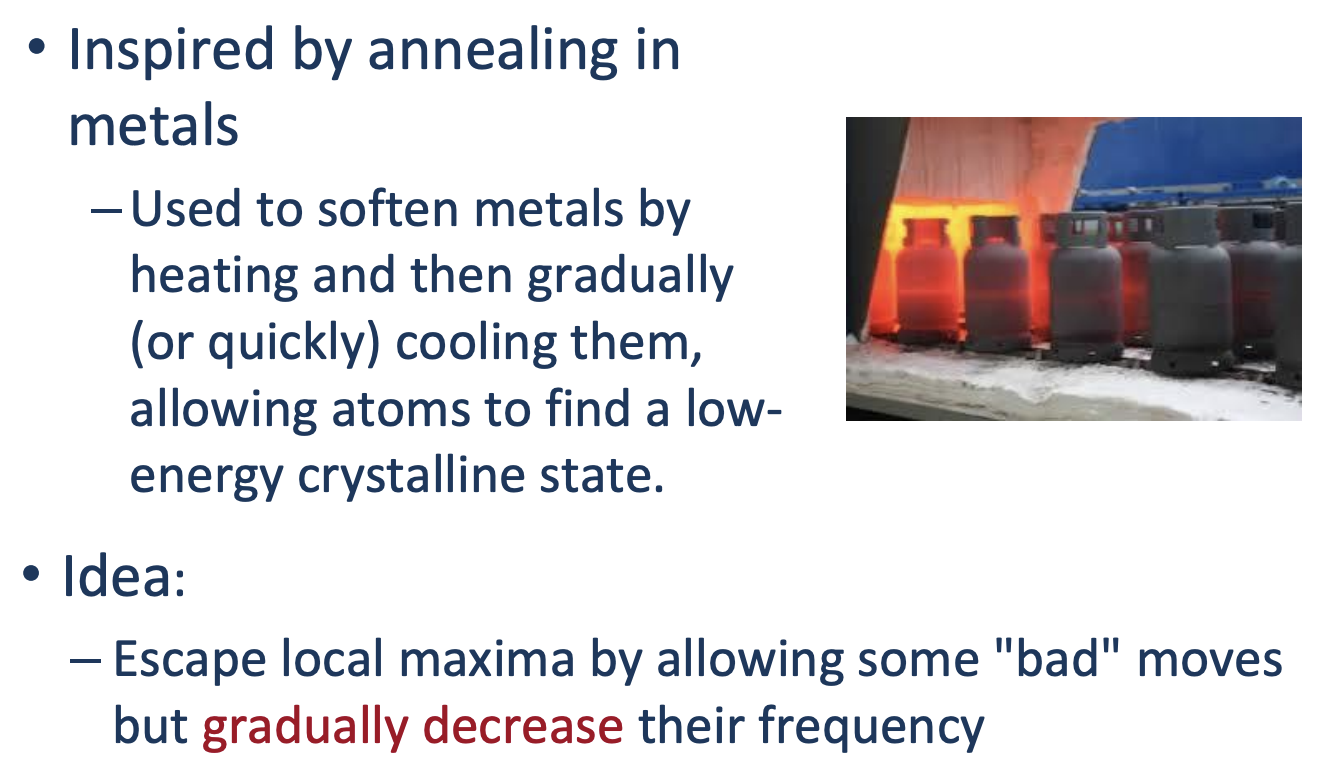 • Inspired by annealing in
metals
– Used to soften metals by
heating and then gradually
(or quickly) cooling them,
allowing atoms to find a low-
energy crystalline state.
• Idea:
– Escape local maxima by allowing some "bad" moves
but gradually decrease their frequency